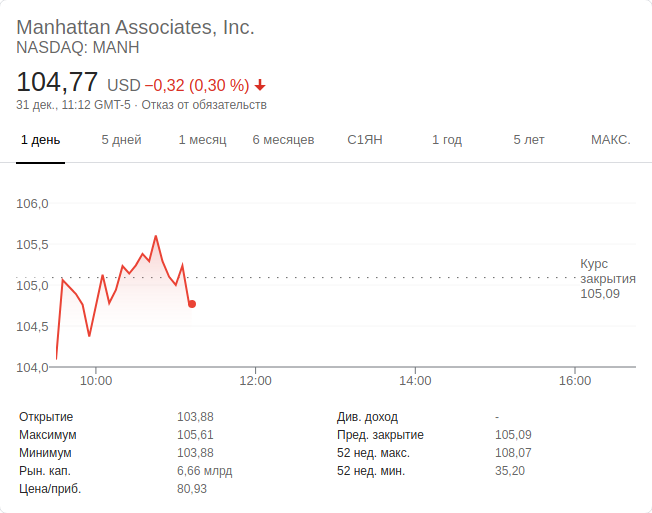 Manhattan Associates, Inc.
NASDAQ: MANH
104,77 USD −0,32 (0,30 %)
31 дек., 11:12 GMT-5 · Отказ от обязательств
1 день 5 дней 1 месяц 6 месяцев С1ЯН 1 год 5 лет МАКС.
106,0
105,5
105,0
104,5
104,0
Курс
закрытия
105,09
10:00 12:00 14:00 16:00
Открытие 103,88 Див. доход -
Максимум 105,61 Пред. закрытие 105,09
Минимум 103,88 52 нед. макс. 108,07
Рын. кап. 6,66 млрд 52 нед. мин. 35,20
Цена/приб. 80,93